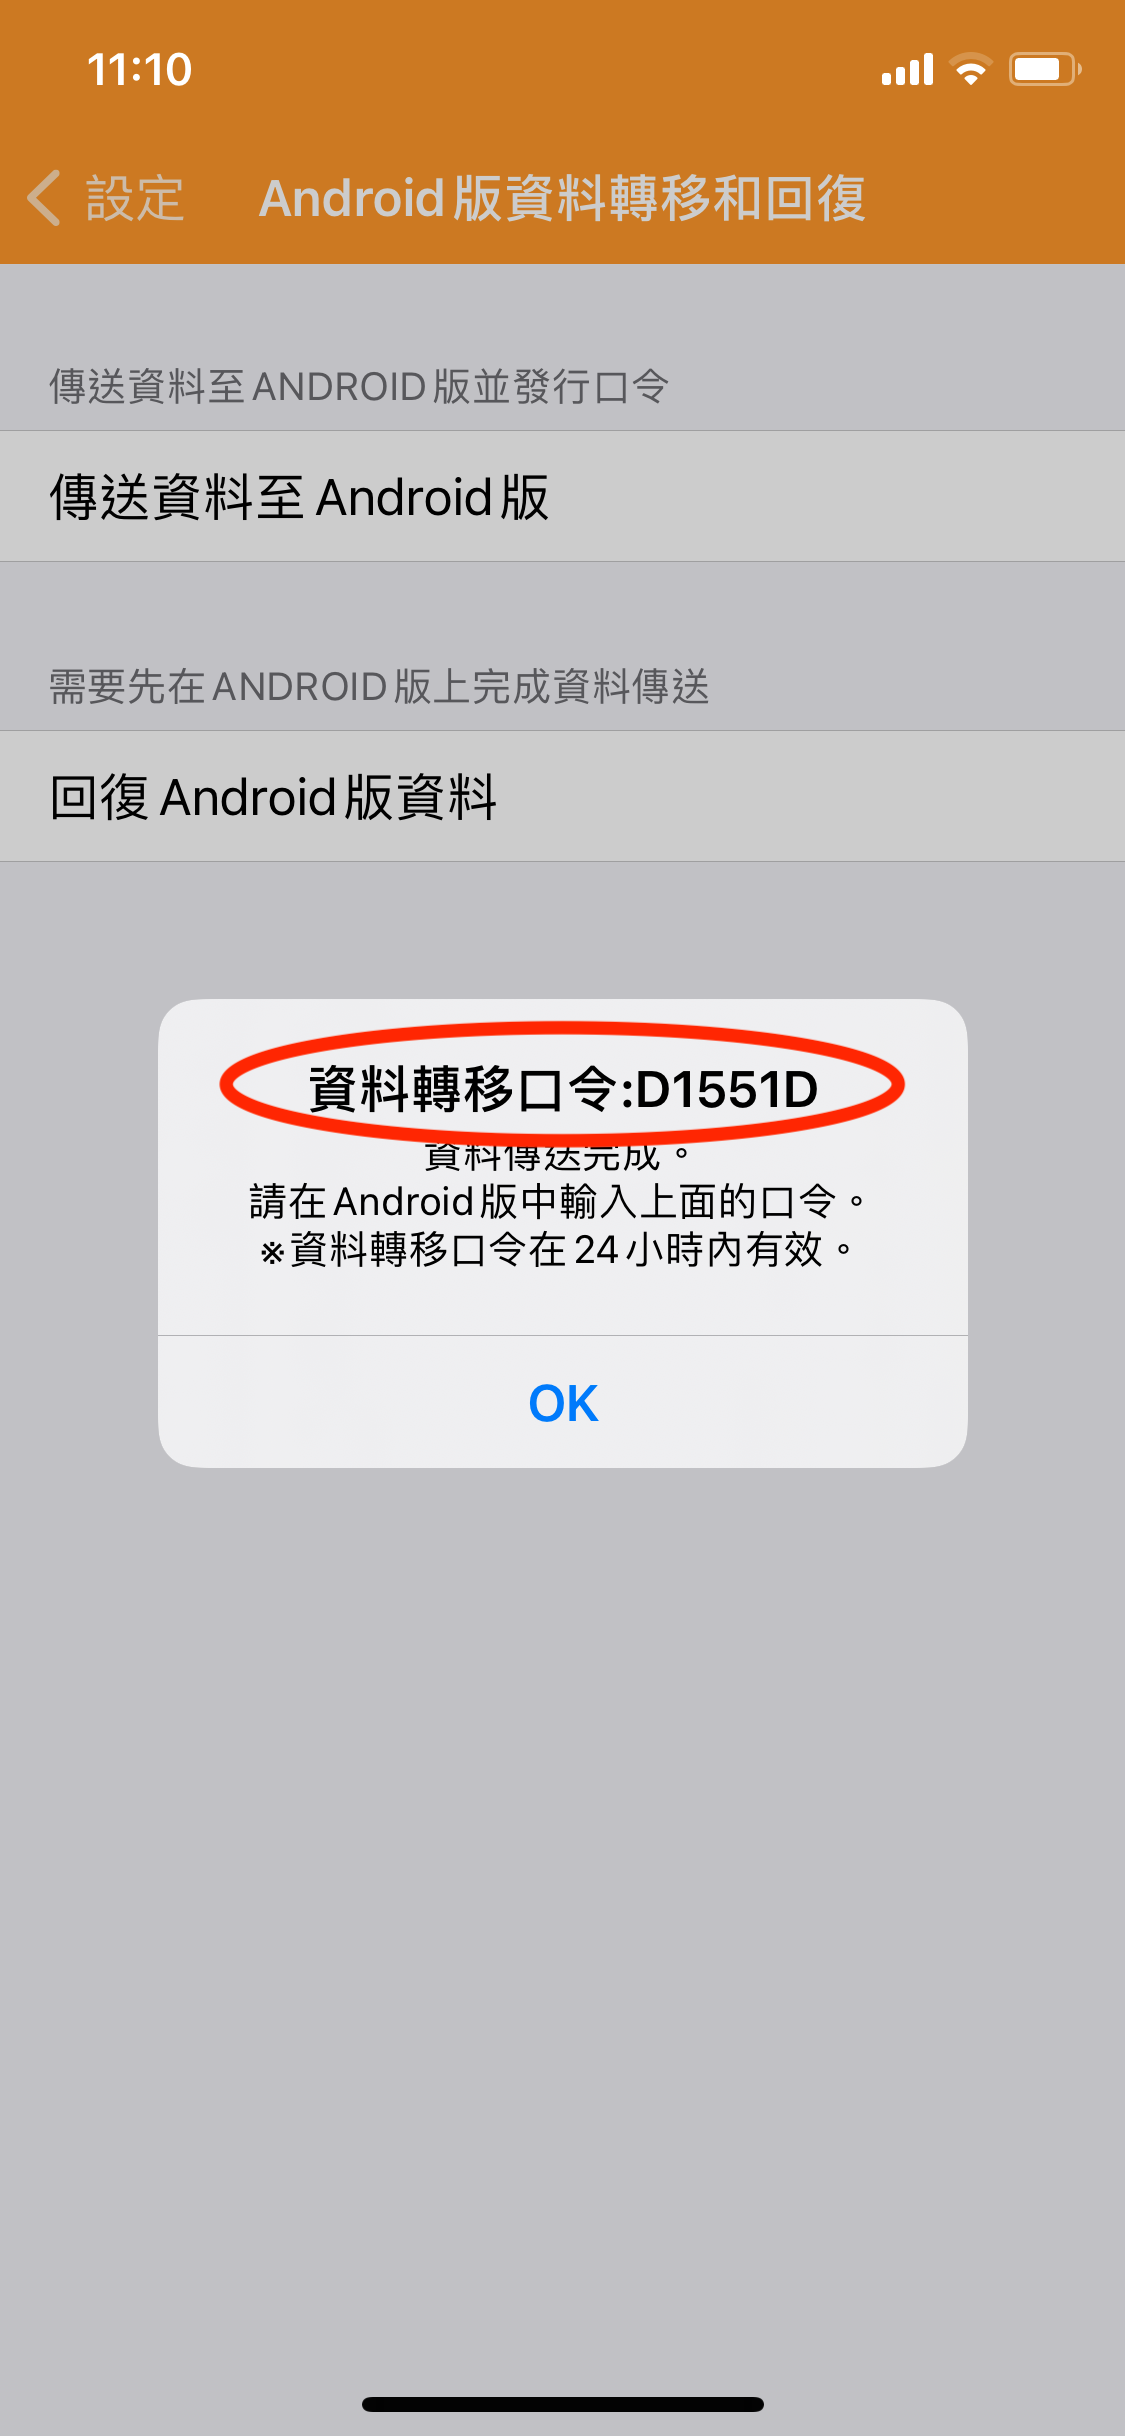 11:10
設定
Android版資料轉移和回復
傳送資料至ANDROID版並發行口令
傳送資料至Android版
需要先在ANDROID版上完成資料傳送
回復Android版資料
資料轉移口令:D1551D
資料傳送完成。
請在Android版中輸入上面的口令。
※資料轉移口令在24小時內有效。
OK